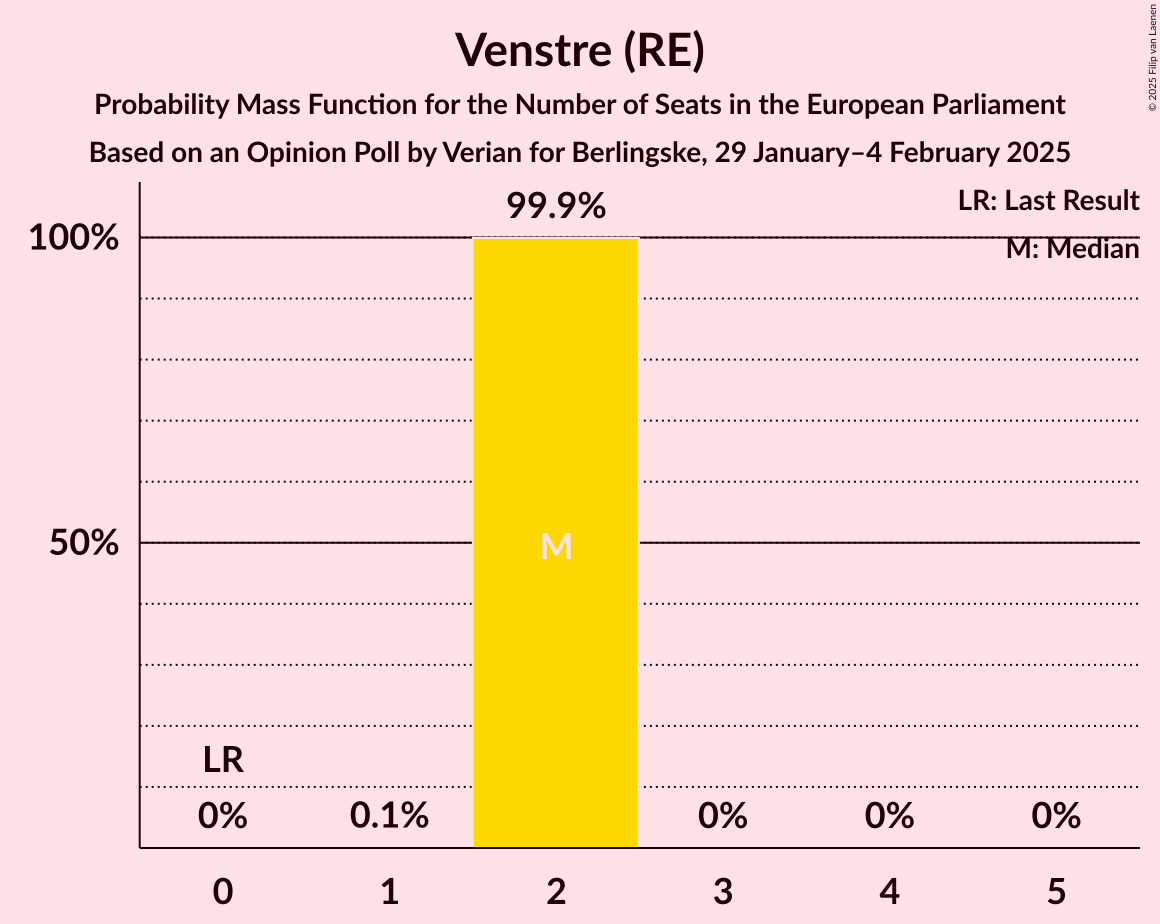 Venstre (RE)
Probability Mass Function for the Number of Seats in the European Parliament
Based on an Opinion Poll by Verian for Berlingske, 29 January–4 February 2025
© 2025 Filip van Laenen
99.9%
LR: Last Result
100%
M: Median
50%
M
LR
0% 0.1% 0% 0% 0%
0 1 2 3 4 5